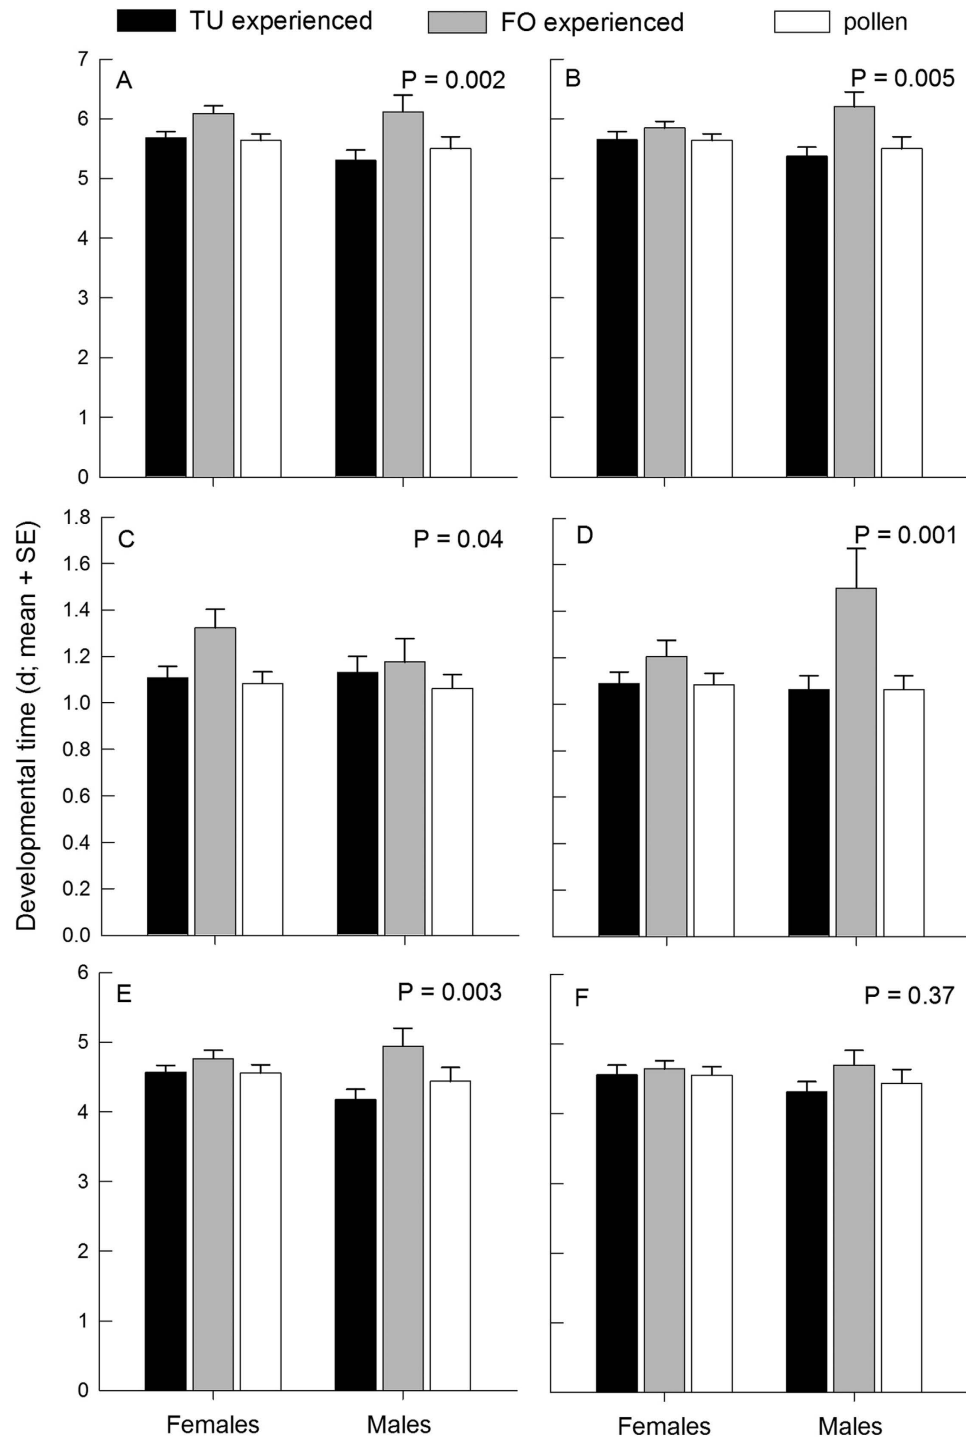 TU experienced FO experienced pollen
A P = 0.002
7
6
5
4
3
2
1
0
B P = 0.005
Developmental time (d; mean + SE)
C P = 0.04
1.8
1.6
1.4
1.2
1.0
0.8
0.6
0.4
0.2
0.0
D P = 0.001
E P = 0.003
6
5
4
3
2
1
0
F P = 0.37
Females Males Females Males